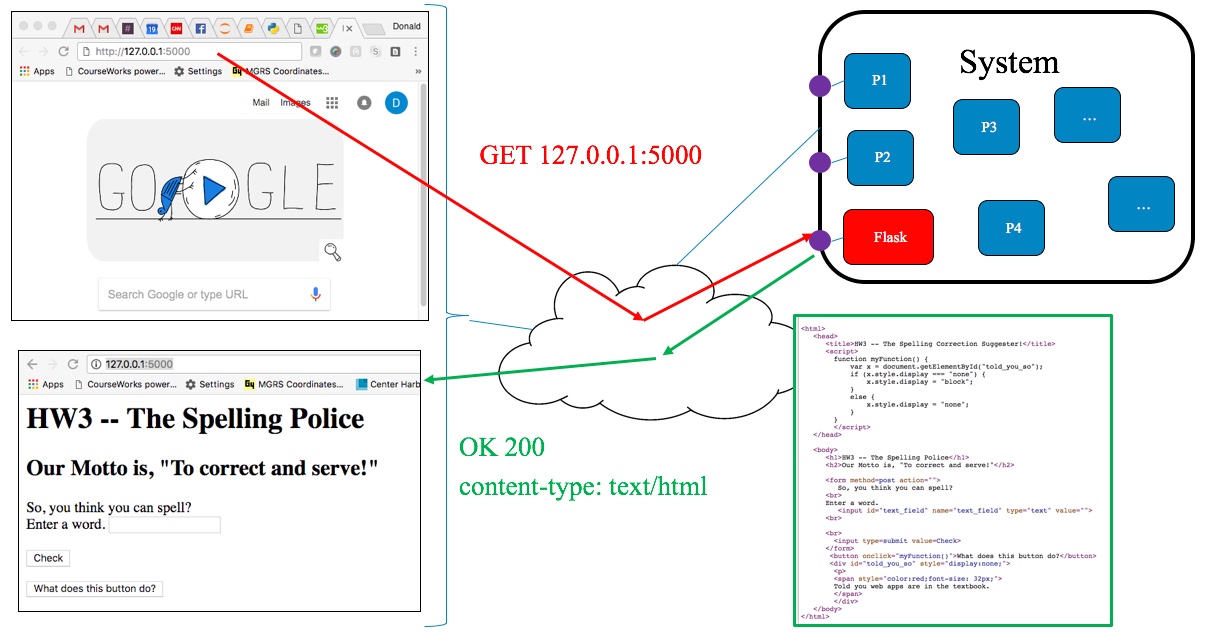 Donald
http://127.0.0.1:5000
Apps CourseWorks power... Settings Gy MGRS Coordinates... »
Mail Images D
GOOGLE
Search Google or type URL
GET 127.0.0.1:5000
System
P1
P2
P3
...
Flask
P4
...
127.0.0.1:5000
Apps CourseWorks power... Settings Gy MGRS Coordinates... Center Harb
HW3 -- The Spelling Police
Our Motto is, "To correct and serve!"
So, you think you can spell?
Enter a word.
Check
What does this button do?
OK 200
content-type: text/html
<html>
<head>
<title>HW3 -- The Spelling Correction Suggester!</title>
<script>
function myFunction() {
var x = document.getElementById("told_you_so");
if (x.style.display === "none") {
x.style.display = "block";
}
else {
x.style.display = "none";
}
}
</script>
</head>
<body>
<h1>HW3 -- The Spelling Police</h1>
<h2>Our Motto is, "To correct and serve!"</h2>
<form method=post action="">
So, you think you can spell?
<br>
Enter a word.
<input id="text_field" name="text_field" type="text" value="">
<br>
<br>
<input type=submit value=Check>
</form>
<button onclick="myFunction()">What does this button do?</button>
<div id="told_you_so" style="display:none;">
<p>
<span style="color:red;font-size: 32px;">
Told you web apps are in the textbook.
</span>
</div>
</body>
</html>